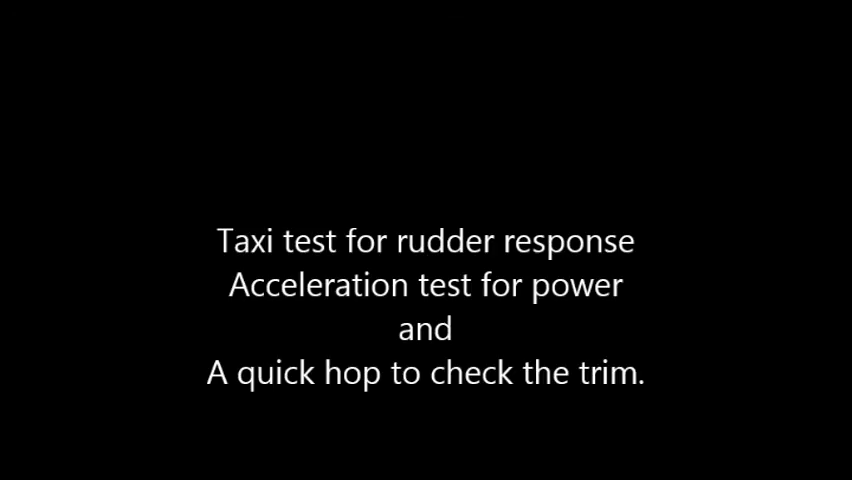 Taxi test for rudder response
Acceleration test for power
and
A quick hop to check the trim.